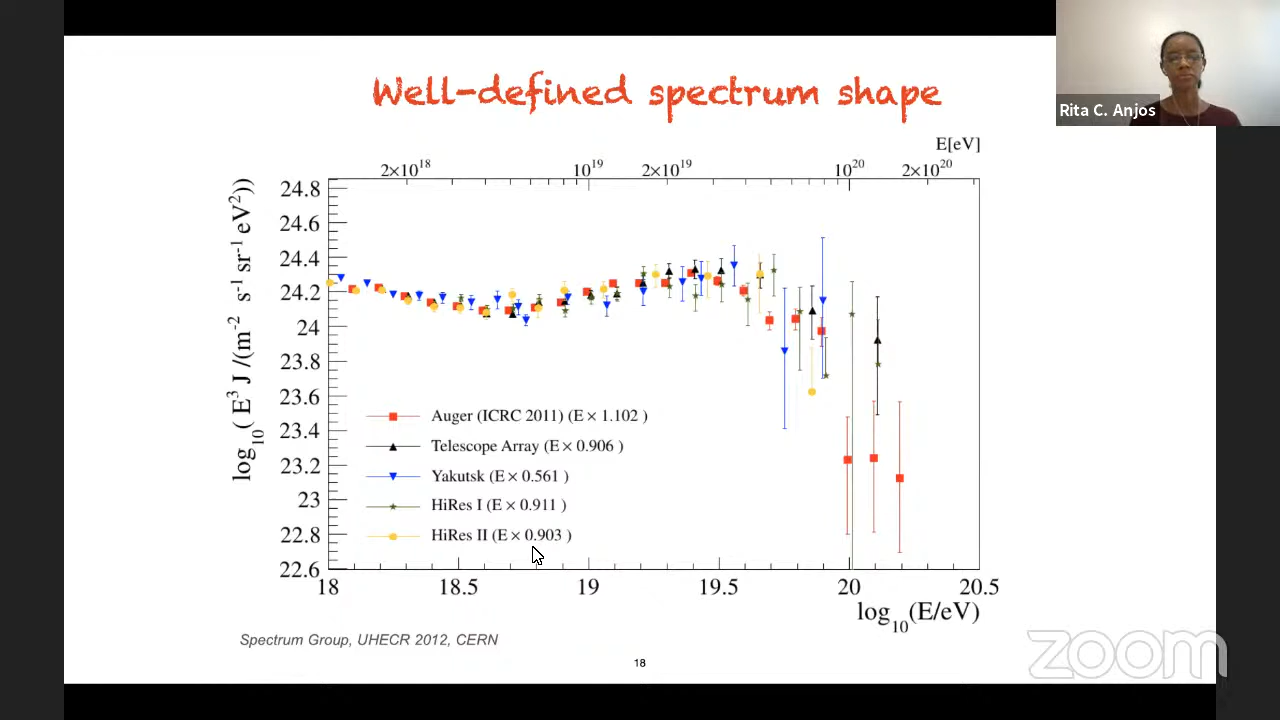 Well-defined spectrum shape
Rita C. Anjos
E[eV]
2×10^18 10^19 2×10^19 10^20 2×10^20
24.8
24.6
24.4
24.2
24
23.8
23.6
23.4
23.2
23
22.8
22.6
log10( E^3 J /(m^-2 s^-1 sr^-1 eV^2))
Auger (ICRC 2011) (E × 1.102 )
Telescope Array (E × 0.906 )
Yakutsk (E × 0.561 )
HiRes I (E × 0.911 )
HiRes II (E × 0.903 )
18 18.5 19 19.5 20 20.5
log10(E/eV)
Spectrum Group, UHECR 2012, CERN
18
zoom